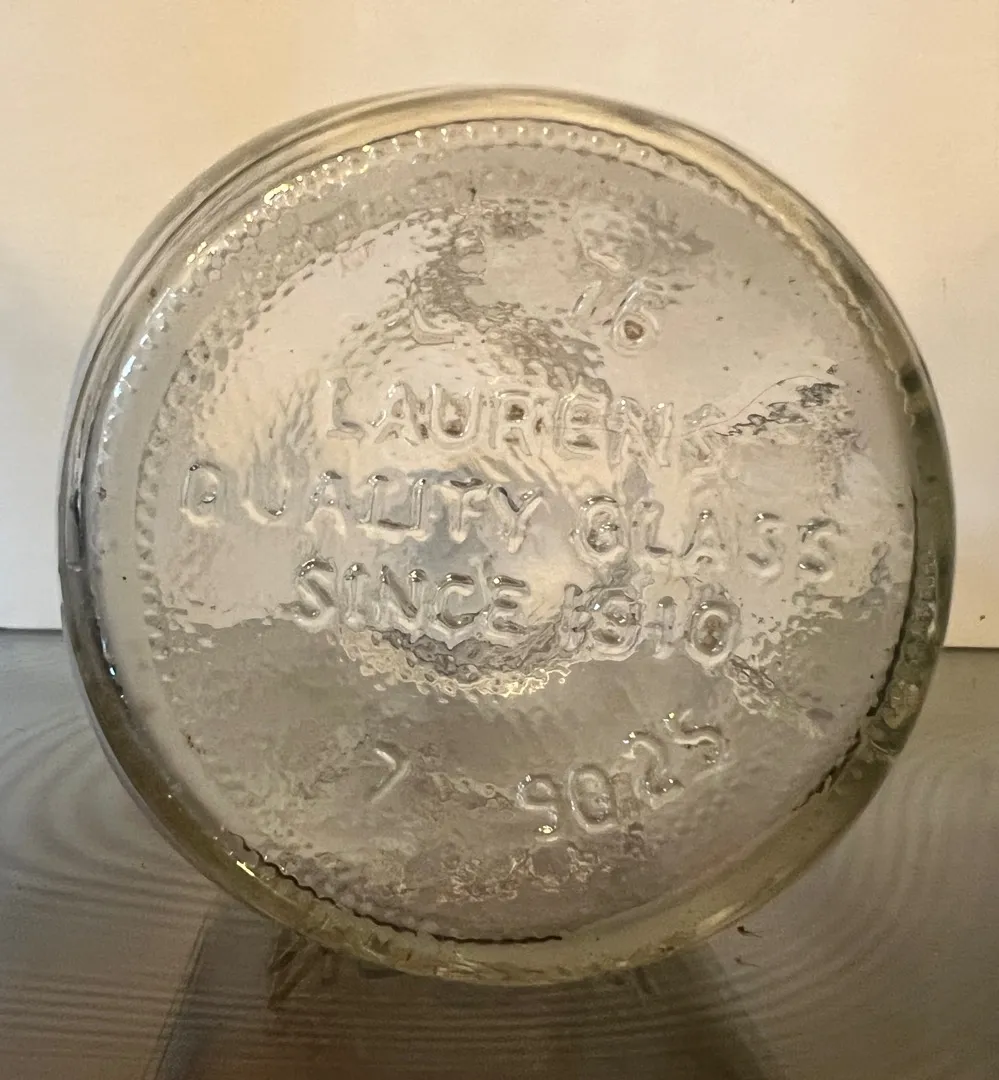 L 16
LAURENS
QUALITY GLASS
SINCE 1910
7 9025